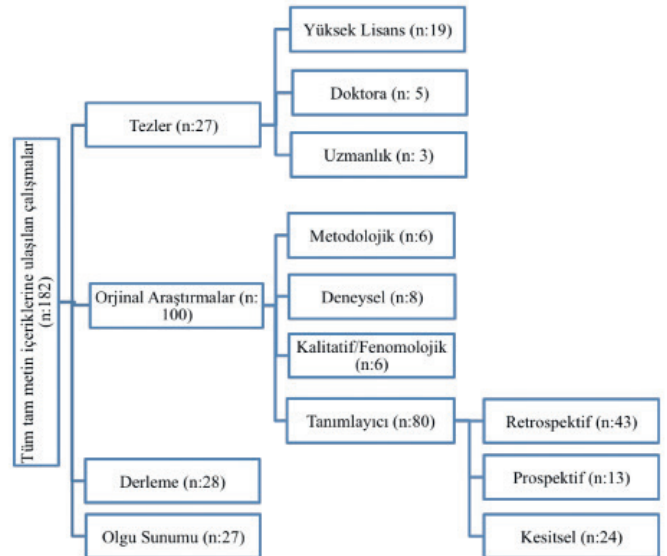 Tüm tam metin içeriklerine ulaşılan çalışmalar
(n:182)
Tezler (n:27)
Yüksek Lisans (n:19)
Doktora (n: 5)
Uzmanlık (n: 3)
Orjinal Araştırmalar (n:
100)
Metodolojik (n:6)
Deneysel (n:8)
Kalitatif/Fenomolojik
(n:6)
Tanımlayıcı (n:80)
Retrospektif (n:43)
Prospektif (n:13)
Kesitsel (n:24)
Derleme (n:28)
Olgu Sunumu (n:27)